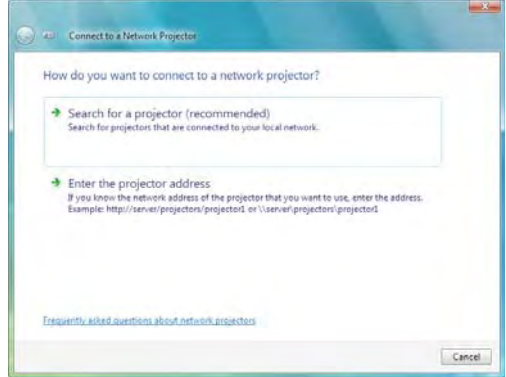 Connect to a Network Projector
How do you want to connect to a network projector?
Search for a projector (recommended)
Search for projectors that are connected to your local network.
Enter the projector address
If you know the network address of the projector that you want to use, enter the address.
Example: http://server/projectors/projector1 or \\server\projectors\projector1
Frequently asked questions about network projectors
Cancel